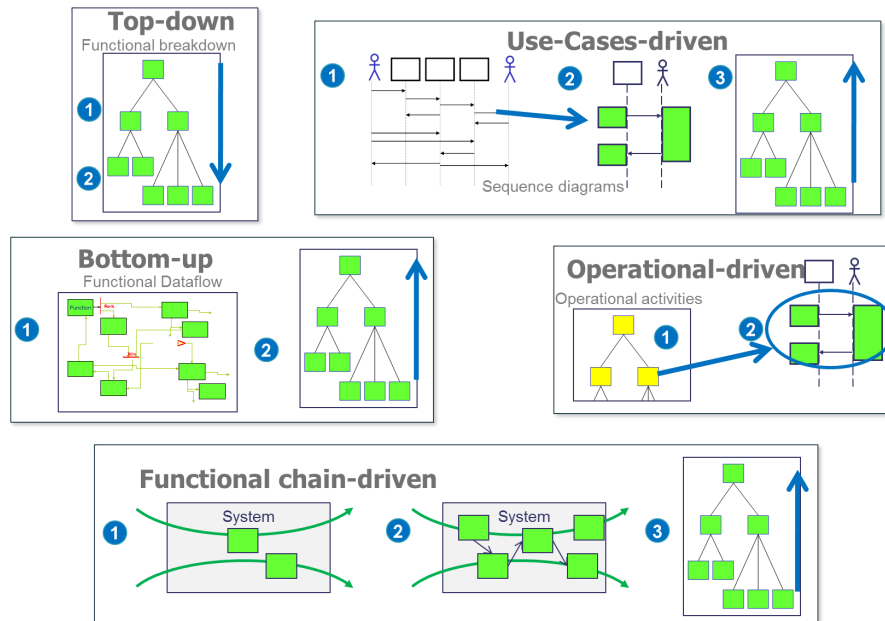 Top-down
Functional breakdown
1
2
Use-Cases-driven
1
2
3
Sequence diagrams
Bottom-up
Functional Dataflow
1
Function
2
Operational-driven
Operational activities
1
2
Functional chain-driven
1
System
2
System
3